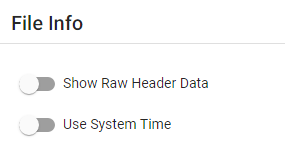 File Info
Show Raw Header Data
Use System Time